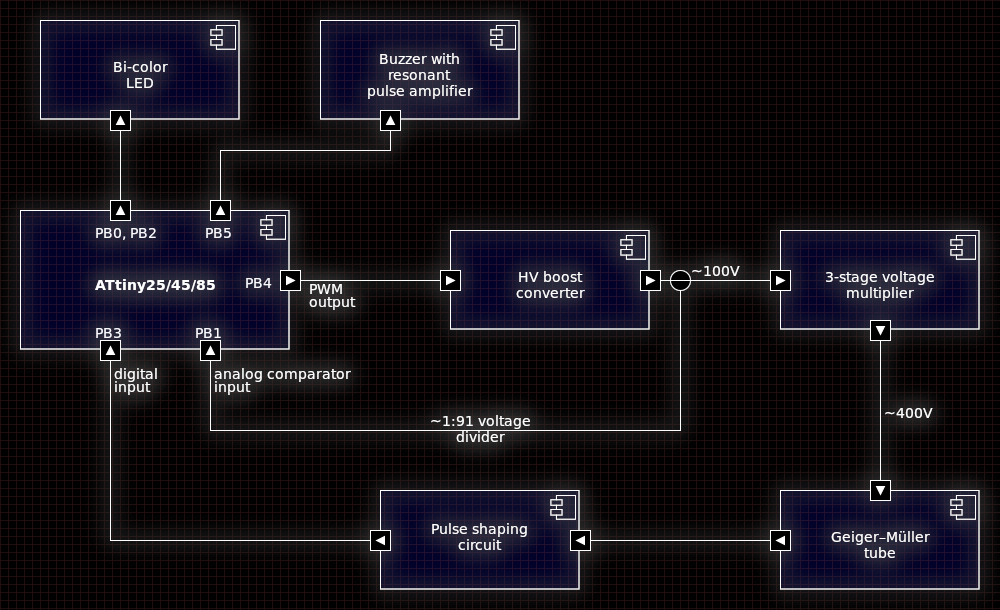 Bi-color
LED
Buzzer with
resonant
pulse amplifier
PB0, PB2
PB5
ATtiny25/45/85
PB4
PB3
PB1
PWM
output
HV boost
converter
~100V
3-stage voltage
multiplier
digital
input
analog comparator
input
~1:91 voltage
divider
~400V
Pulse shaping
circuit
Geiger–Müller
tube